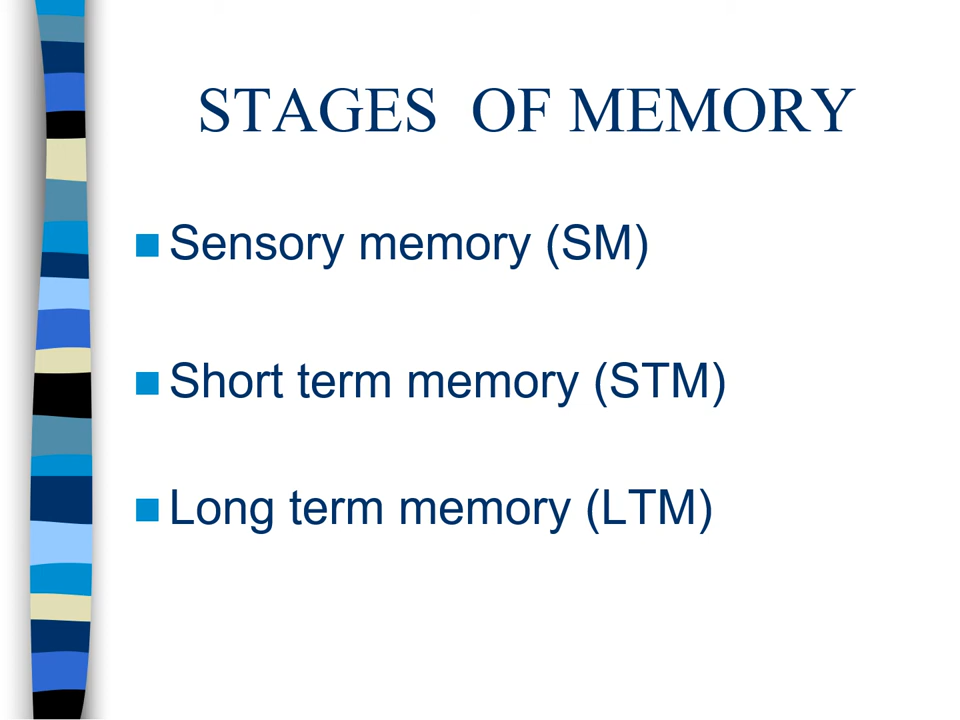 STAGES OF MEMORY
Sensory memory (SM)
Short term memory (STM)
Long term memory (LTM)